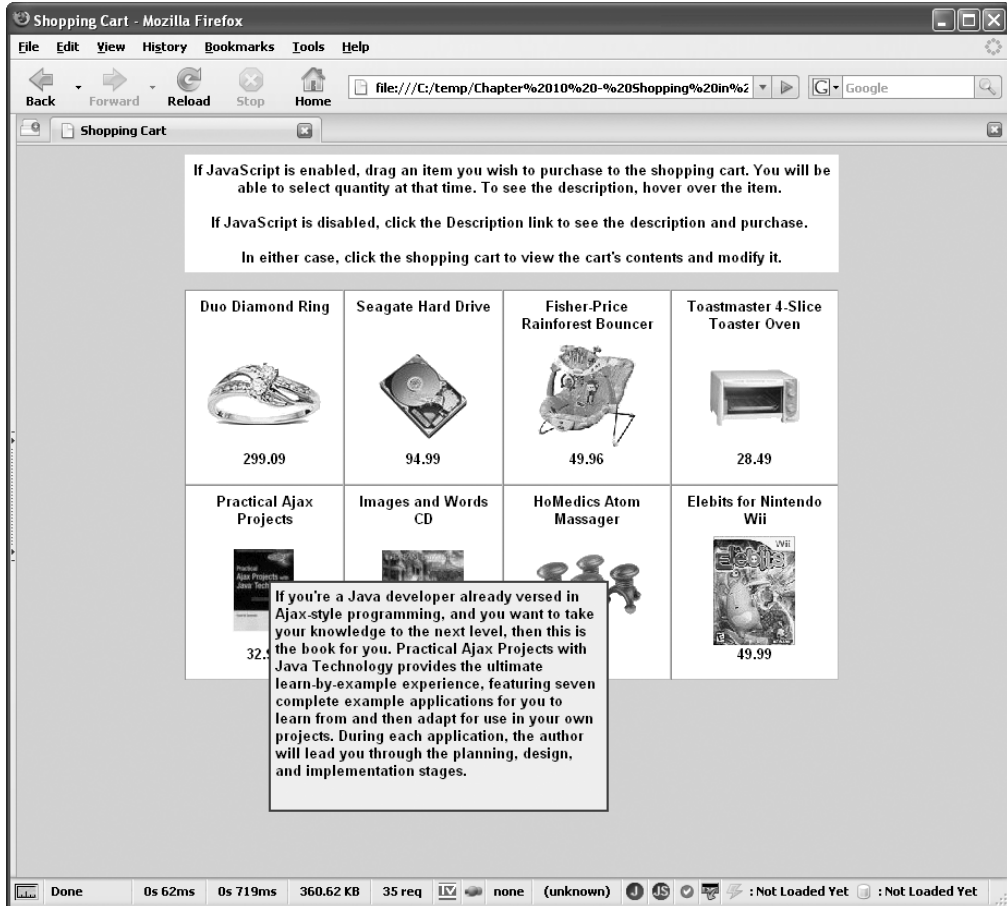 Shopping Cart - Mozilla Firefox
File Edit View History Bookmarks Tools Help
Back Forward Reload Stop Home
file:///C:/temp/Chapter%2010%20-%20Shopping%20in%2
G Google
Shopping Cart
If JavaScript is enabled, drag an item you wish to purchase to the shopping cart. You will be
able to select quantity at that time. To see the description, hover over the item.
If JavaScript is disabled, click the Description link to see the description and purchase.
In either case, click the shopping cart to view the cart's contents and modify it.
Duo Diamond Ring
Seagate Hard Drive
Fisher-Price
Rainforest Bouncer
Toastmaster 4-Slice
Toaster Oven
299.09
94.99
49.96
28.49
Practical Ajax
Projects
Images and Words
CD
HoMedics Atom
Massager
Elebits for Nintendo
Wii
Practical
Ajax Projects with
Java Tech
Wii
Elebits
32.9
49.99
If you're a Java developer already versed in
Ajax-style programming, and you want to take
your knowledge to the next level, then this is
the book for you. Practical Ajax Projects with
Java Technology provides the ultimate
learn-by-example experience, featuring seven
complete example applications for you to
learn from and then adapt for use in your own
projects. During each application, the author
will lead you through the planning, design,
and implementation stages.
Done 0s 62ms 0s 719ms 360.62 KB 35 req none (unknown) J JS : Not Loaded Yet : Not Loaded Yet